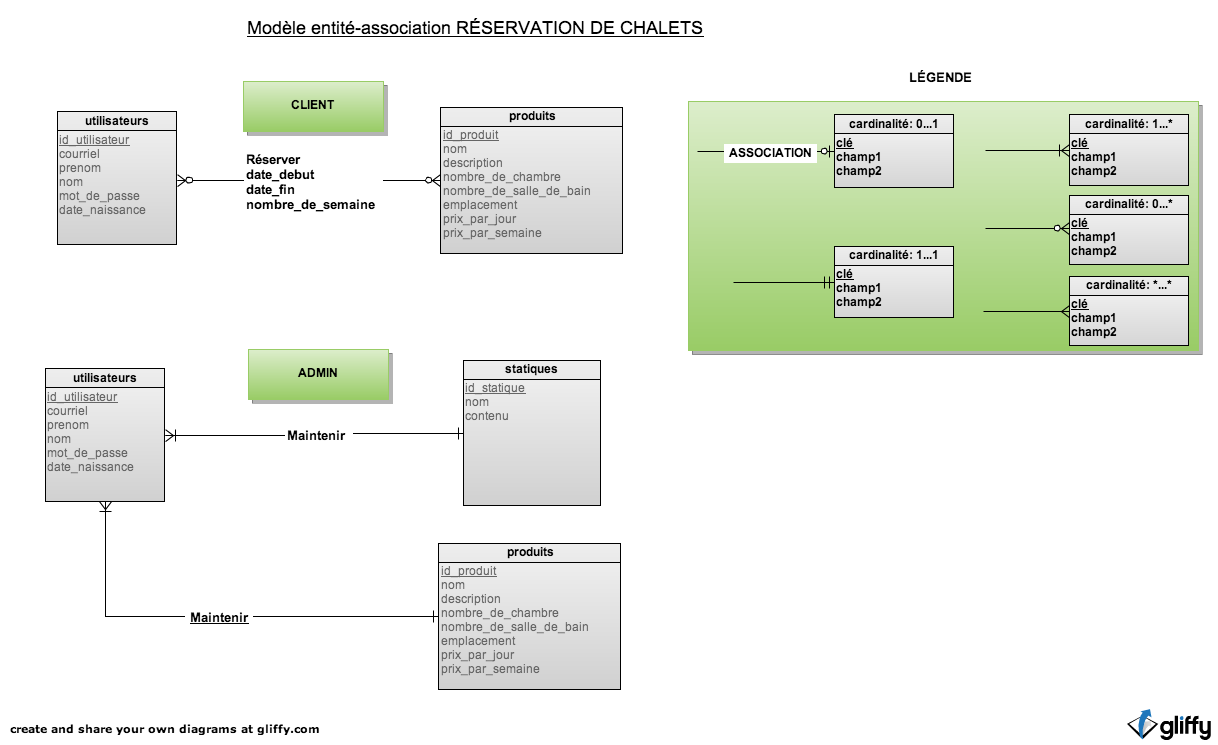 Modèle entité-association RÉSERVATION DE CHALETS
CLIENT
utilisateurs
id_utilisateur
courriel
prenom
nom
mot_de_passe
date_naissance
Réserver
date_debut
date_fin
nombre_de_semaine
produits
id_produit
nom
description
nombre_de_chambre
nombre_de_salle_de_bain
emplacement
prix_par_jour
prix_par_semaine
LÉGENDE
ASSOCIATION
cardinalité: 0...1
clé
champ1
champ2
cardinalité: 1...*
clé
champ1
champ2
cardinalité: 0...*
clé
champ1
champ2
cardinalité: 1...1
clé
champ1
champ2
cardinalité: *...*
clé
champ1
champ2
ADMIN
utilisateurs
id_utilisateur
courriel
prenom
nom
mot_de_passe
date_naissance
Maintenir
statiques
id_statique
nom
contenu
Maintenir
produits
id_produit
nom
description
nombre_de_chambre
nombre_de_salle_de_bain
emplacement
prix_par_jour
prix_par_semaine
create and share your own diagrams at gliffy.com
gliffy